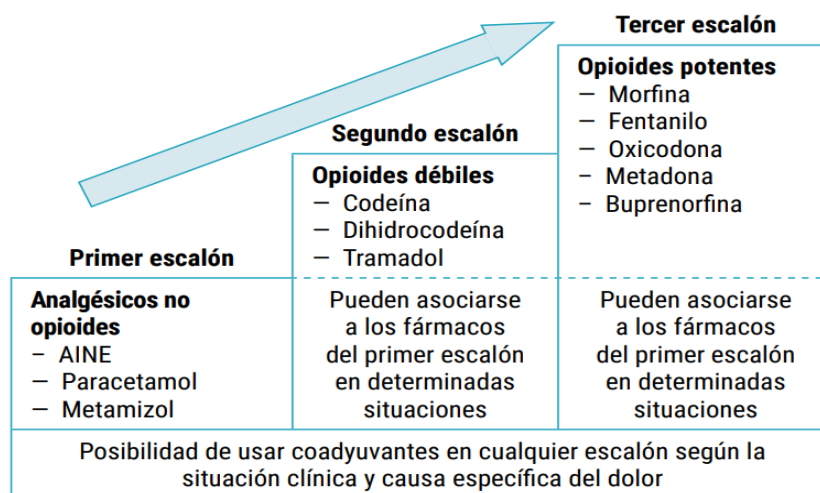 Primer escalón
Analgésicos no
opioides
– AINE
— Paracetamol
— Metamizol
Segundo escalón
Opioides débiles
— Codeína
— Dihidrocodeína
— Tramadol
Pueden asociarse
a los fármacos
del primer escalón
en determinadas
situaciones
Tercer escalón
Opioides potentes
— Morfina
— Fentanilo
— Oxicodona
— Metadona
— Buprenorfina
Pueden asociarse
a los fármacos
del primer escalón
en determinadas
situaciones
Posibilidad de usar coadyuvantes en cualquier escalón según la
situación clínica y causa específica del dolor